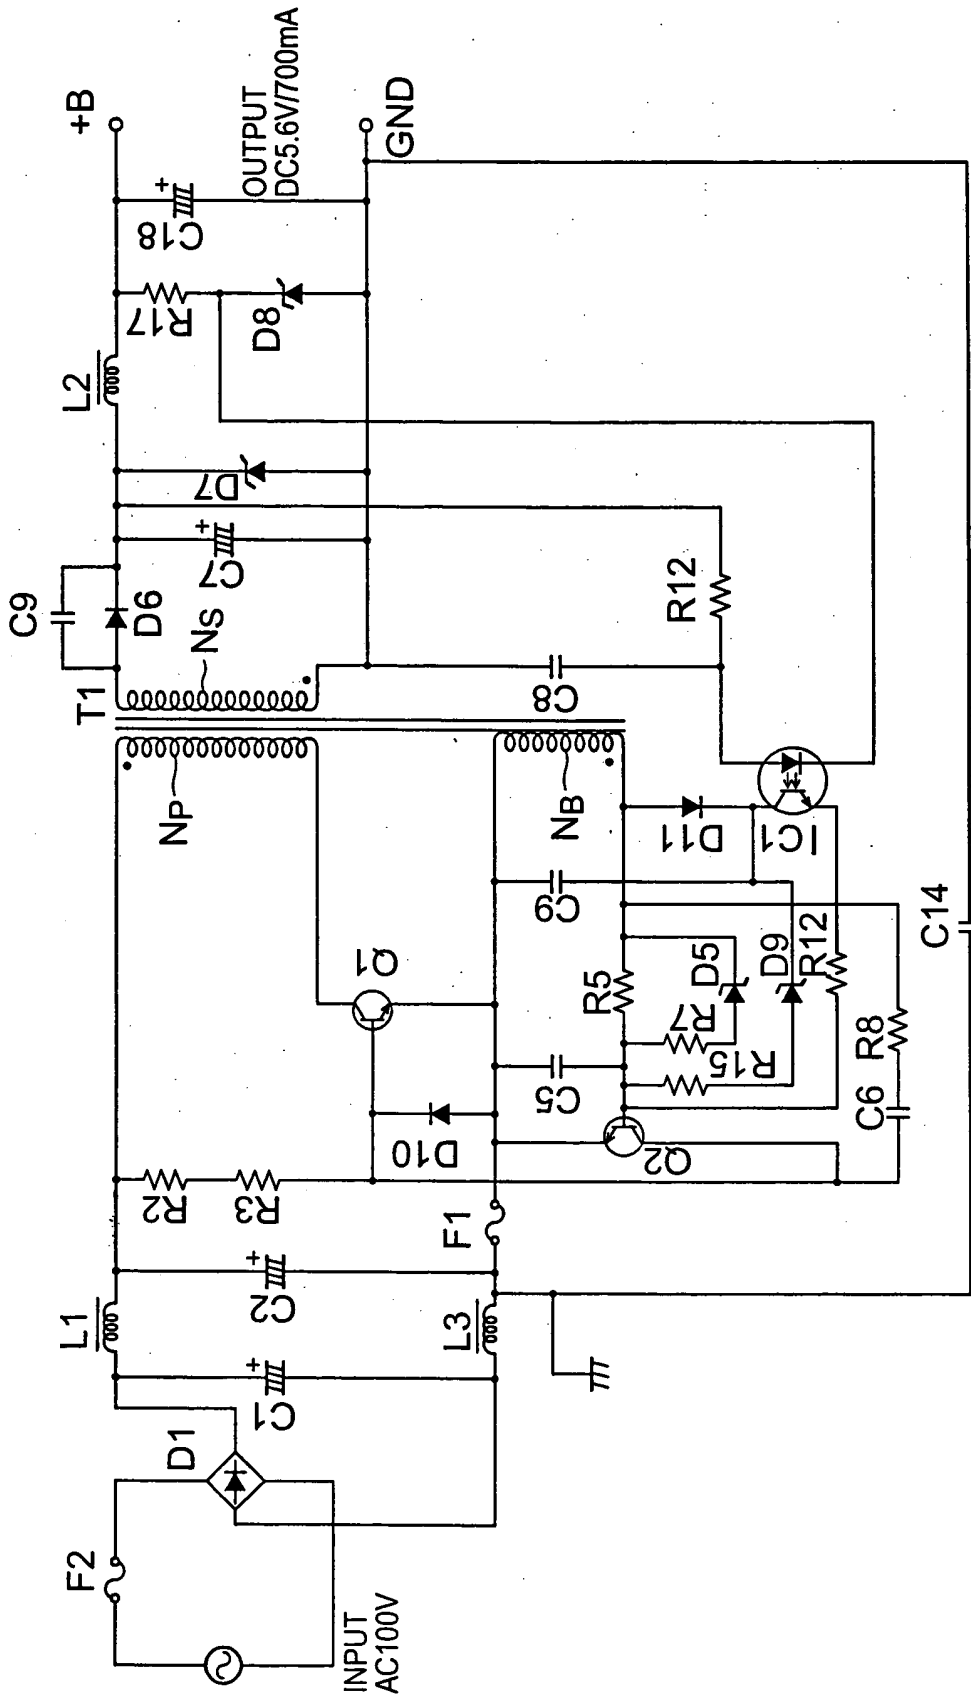 INPUT
AC100V
F2
D1
C1
L1
L3
C2
F1
R2
R3
D10
Q1
Q2
C5
R5
R7
R15
D5
D9
R12
C6
R8
C14
C9
D11
IC1
NP
NB
T1
NS
C8
R12
C9
D6
C7
+
D7
L2
R17
D8
C18
+
+
+
OUTPUT
DC5.6V/700mA
+B
GND